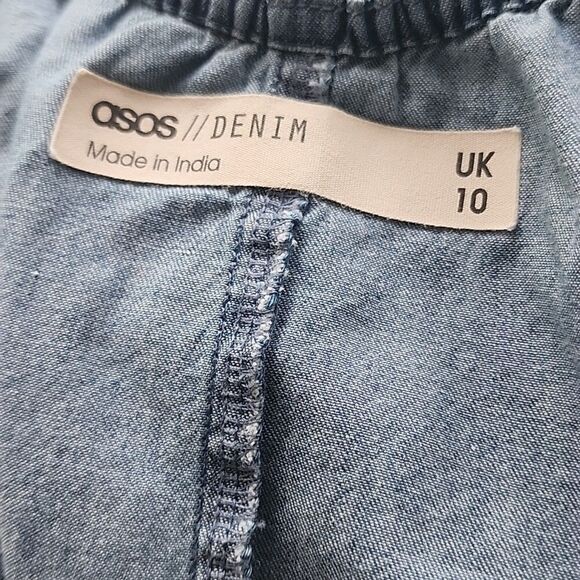 asos // DENIM
Made in India
UK
10